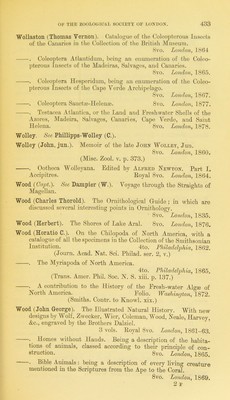 OF THE ZOOLOGICAL SOCIETY OF LONDON. 433
Wollaston (Thomas Vernon). Catalogue of the Coleopterous Insects
of the Canaries in the Collection of the British Museum.
8vo. London, 1864
——. Coleoptera Atlantidum, being an enumeration of the Coleo-
pterous Insects of the Madeiras, Salvages, and Canaries.
8vo. London, 1865.
——. Coleoptera Hesperidum, being an enumeration of the Coleo-
pterous Insects of the Cape Verde Archipelago.
8vo. London, 1867.
——. Coleoptera Sanctæ-Helenæ. 8vo. London, 1877.
——. Testacea Atlantica, or the Land and Freshwater Shells of the
Azores, Madeiras, Salvages, Canaries, Cape Verde, and Saint
Helena. 8vo. London, 1878.
Wolley. See Phillipps-Wolley (C.).
Wolley (John, jun.). Memoir of the late JOHN WOLLEY, Jun.
8vo. London, 1860.
(Misc. Zool. v. p. 373.)
——. Ootheca Wolleyana. Edited by ALFRED NEWTON. Part I.
Accipitres. Royal 8vo. London, 1864.
Wood (Capt.). See Dampier (W.). Voyage through the Straights of
Magellan.
Wood (Charles Thorold). The Ornithological Guide; in which are
discussed several interesting points in Ornithology.
8vo. London, 1835.
Wood (Herbert). The Shores of Lake Aral. 8vo. London, 1876.
Wood (Horatio C.). On the Chilopoda of North America, with a
catalogue of all the specimens in the Collection of the Smithsonian
Institution. 4to. Philadelphia, 1862.
(Journ. Acad. Nat. Sci. Philad. ser. 2, v.)
——. The Myriapoda of North America.
4to. Philadelphia, 1865.
(Trans. Amer. Phil. Soc. N. S. xiii. p. 137.)
——. A contribution to the History of the Fresh-water Algæ of
North America. Folio. Washington, 1872.
(Smiths. Contr. to Knowl. xix.)
Wood (John George). The Illustrated Natural History. With new
designs by Wolf, Zwecker, Wier, Coleman, Wood, Neale, Harvey,
&c., engraved by the Brothers Dalziel.
3 vols. Royal 8vo. London, 1861–63.
——. Homes without Hands. Being a description of the habita-
tions of animals, classed according to their principle of con-
struction. 8vo. London, 1865.
——. Bible Animals: being a description of every living creature
mentioned in the Scriptures from the Ape to the Coral.
8vo. London, 1869.
2 F